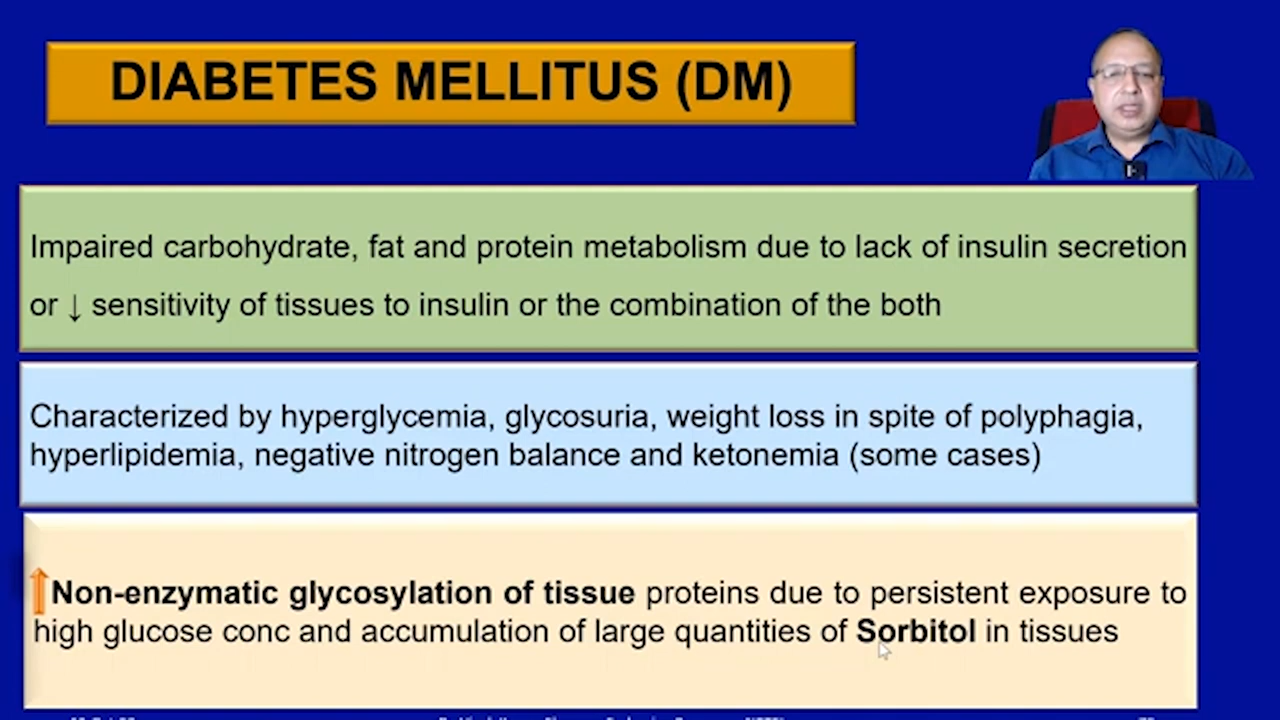 DIABETES MELLITUS (DM)
Impaired carbohydrate, fat and protein metabolism due to lack of insulin secretion
or ↓ sensitivity of tissues to insulin or the combination of the both
Characterized by hyperglycemia, glycosuria, weight loss in spite of polyphagia,
hyperlipidemia, negative nitrogen balance and ketonemia (some cases)
Non-enzymatic glycosylation of tissue proteins due to persistent exposure to
high glucose conc and accumulation of large quantities of Sorbitol in tissues